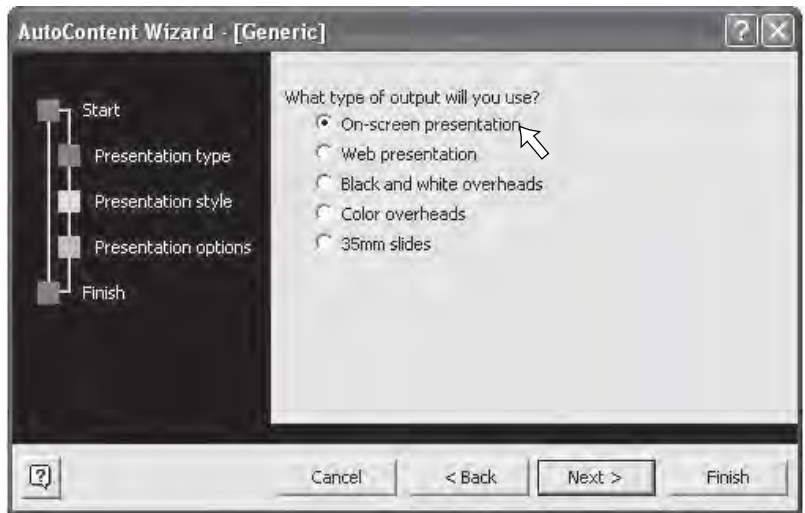 AutoContent Wizard - [Generic]
Start
Presentation type
Presentation style
Presentation options
Finish
What type of output will you use?
On-screen presentation
Web presentation
Black and white overheads
Color overheads
35mm slides
Cancel
< Back
Next >
Finish